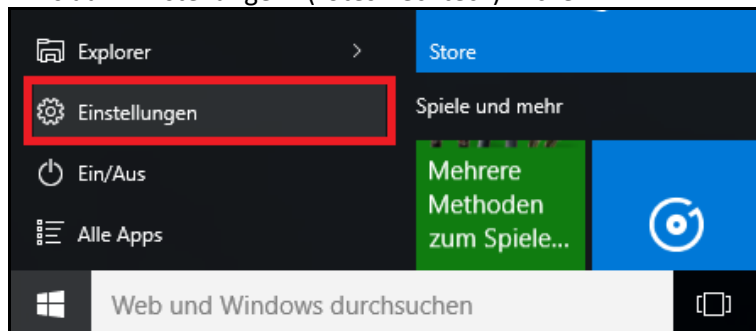 Explorer
Store
Einstellungen
Spiele und mehr
Ein/Aus
Mehrere
Methoden
zum Spiele...
Alle Apps
Web und Windows durchsuchen